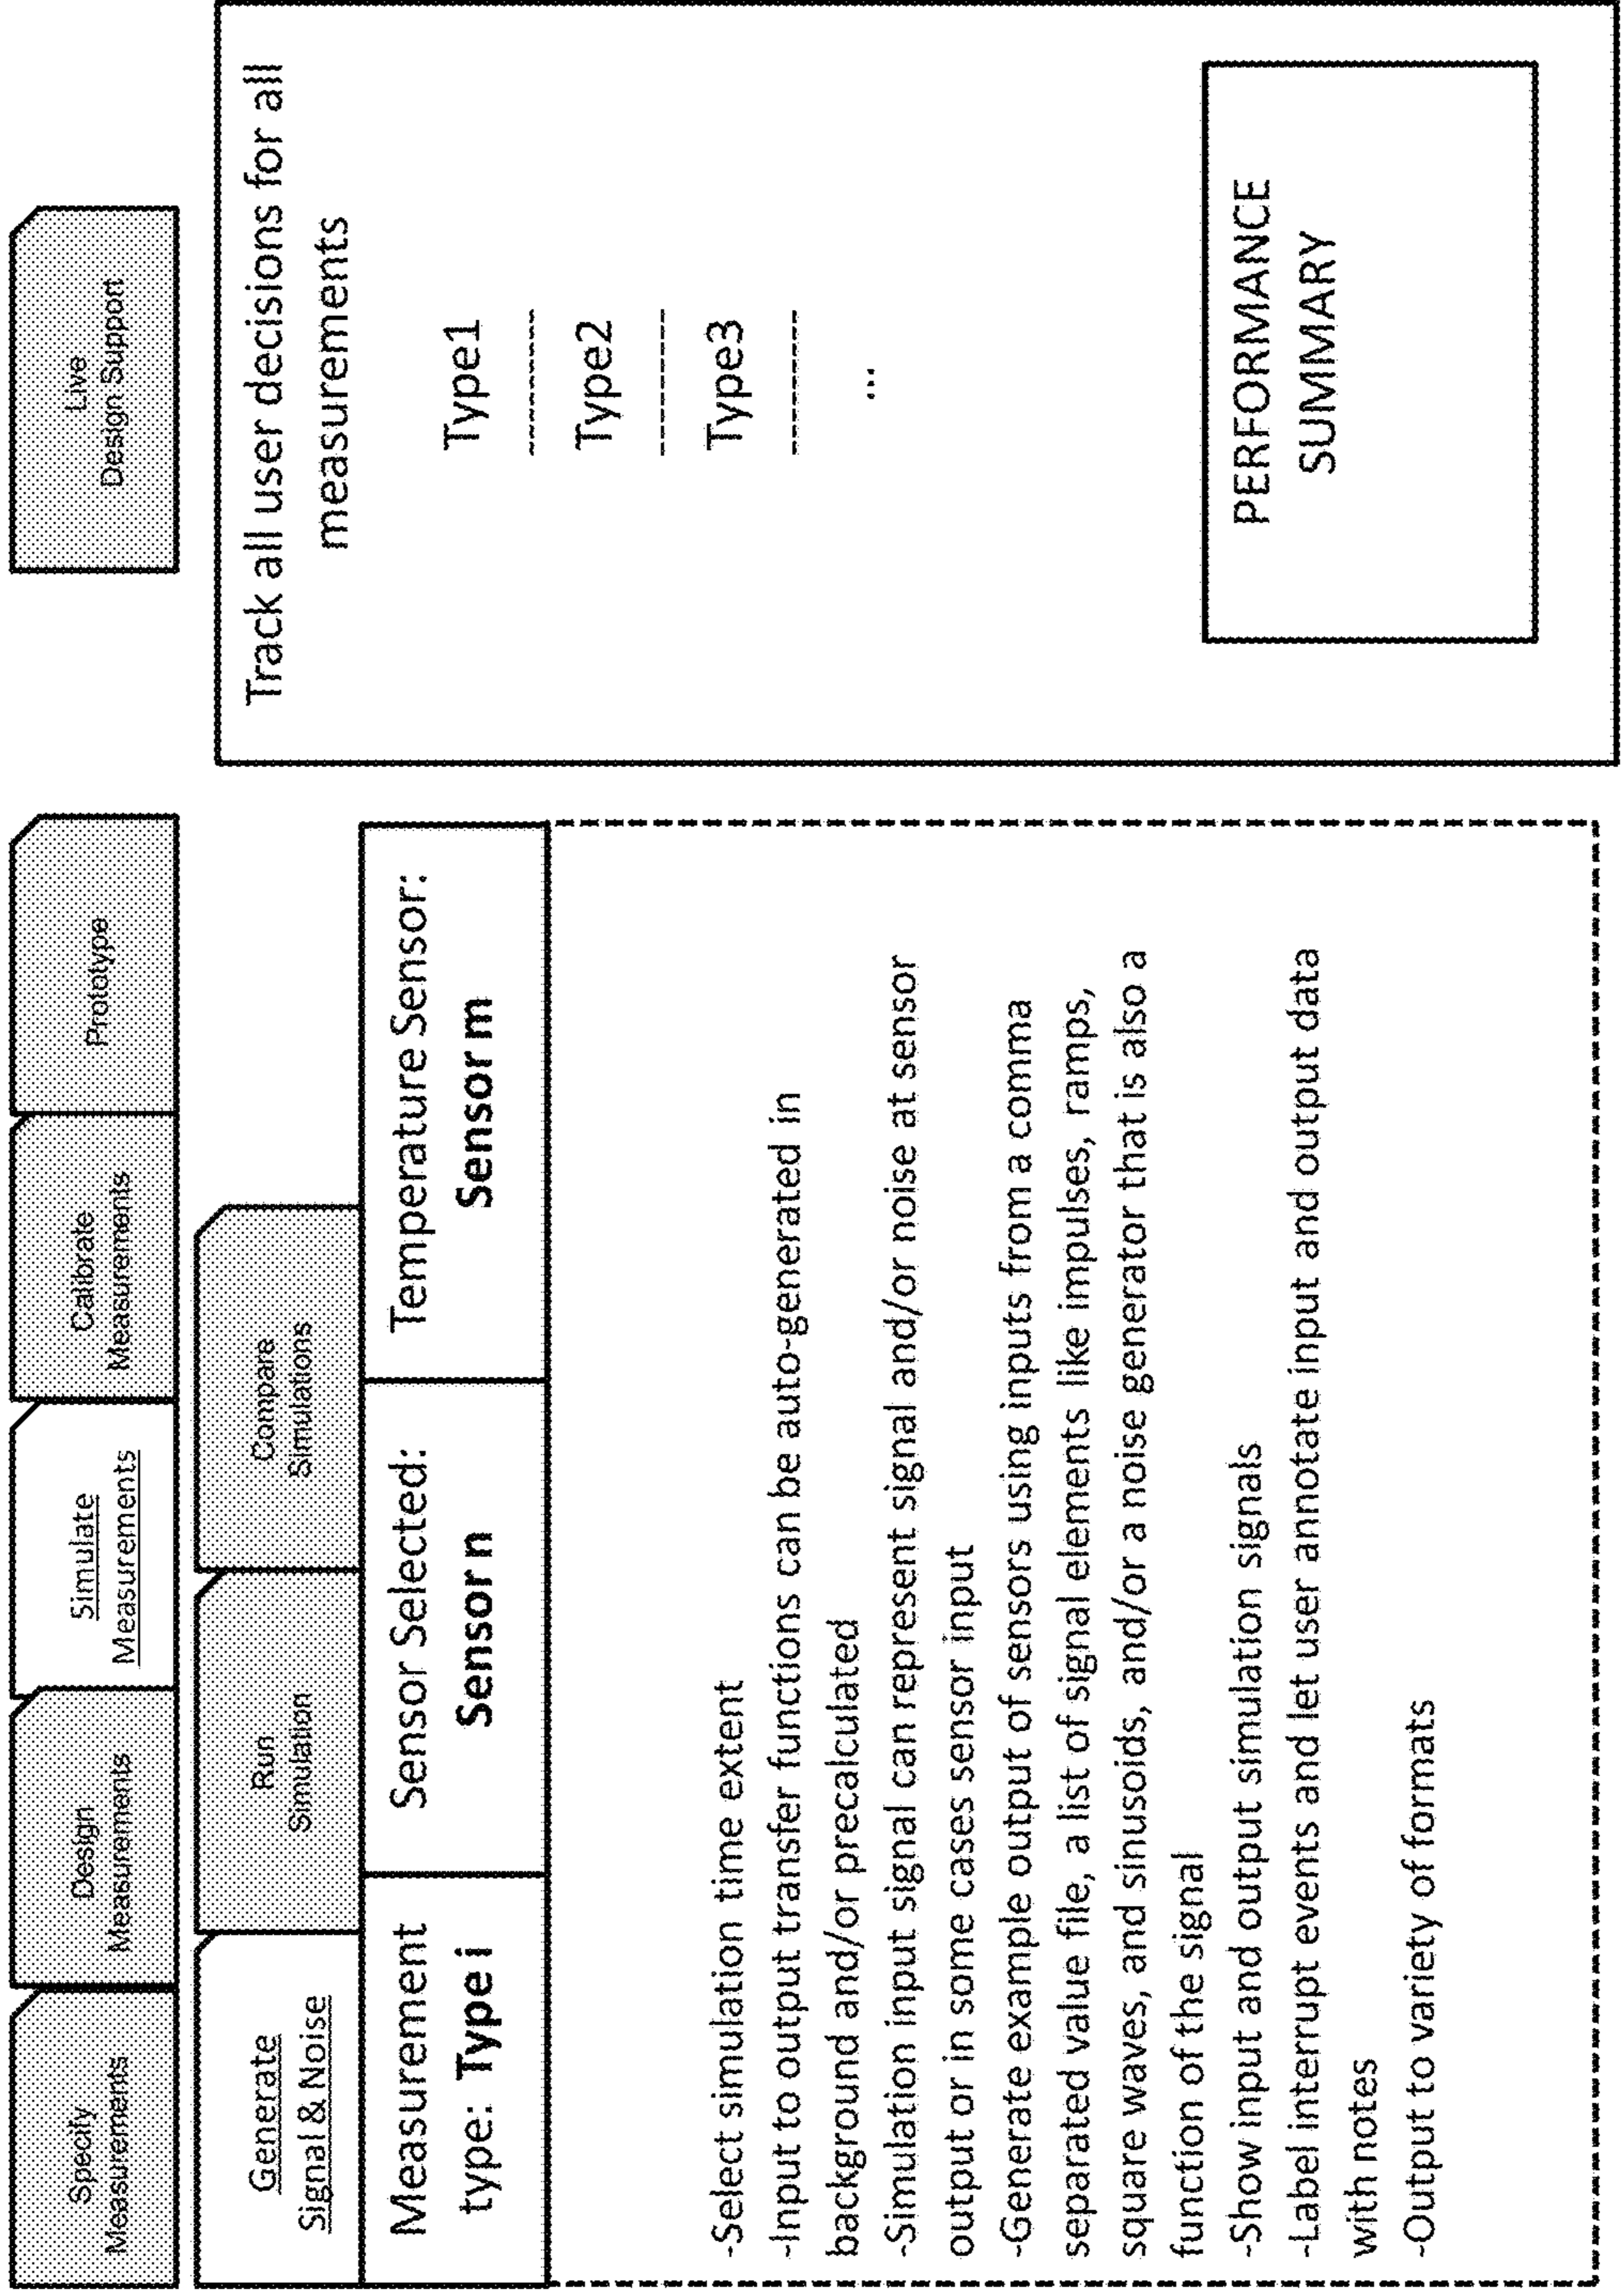 Specify
Measurements
Design
Measurements
Simulate
Measurements
Calibrate
Measurements
Prototype
Live
Design Support
Generate
Signal & Noise
Run
Simulation
Compare
Simulations
Measurement
type: Type i
Sensor Selected:
Sensor n
Temperature Sensor:
Sensor m
-Select simulation time extent
-Input to output transfer functions can be auto-generated in
background and/or precalculated
-Simulation input signal can represent signal and/or noise at sensor
output or in some cases sensor input
-Generate example output of sensors using inputs from a comma
separated value file, a list of signal elements like impulses, ramps,
square waves, and sinusoids, and/or a noise generator that is also a
function of the signal
-Show input and output simulation signals
-Label interrupt events and let user annotate input and output data
with notes
-Output to variety of formats
Track all user decisions for all
measurements
Type1
Type2
Type3
...
PERFORMANCE
SUMMARY